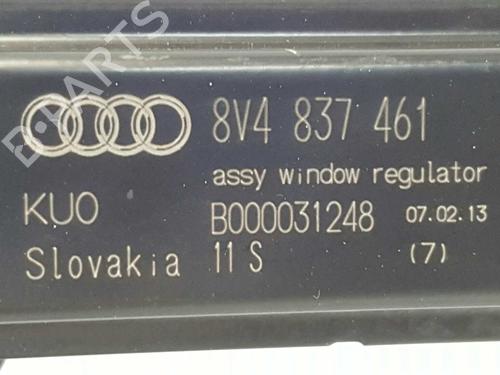 B-PARTS
8V4 837 461
assy window regulator
KUO B000031248 07.02.13
Slovakia 11 S (7)